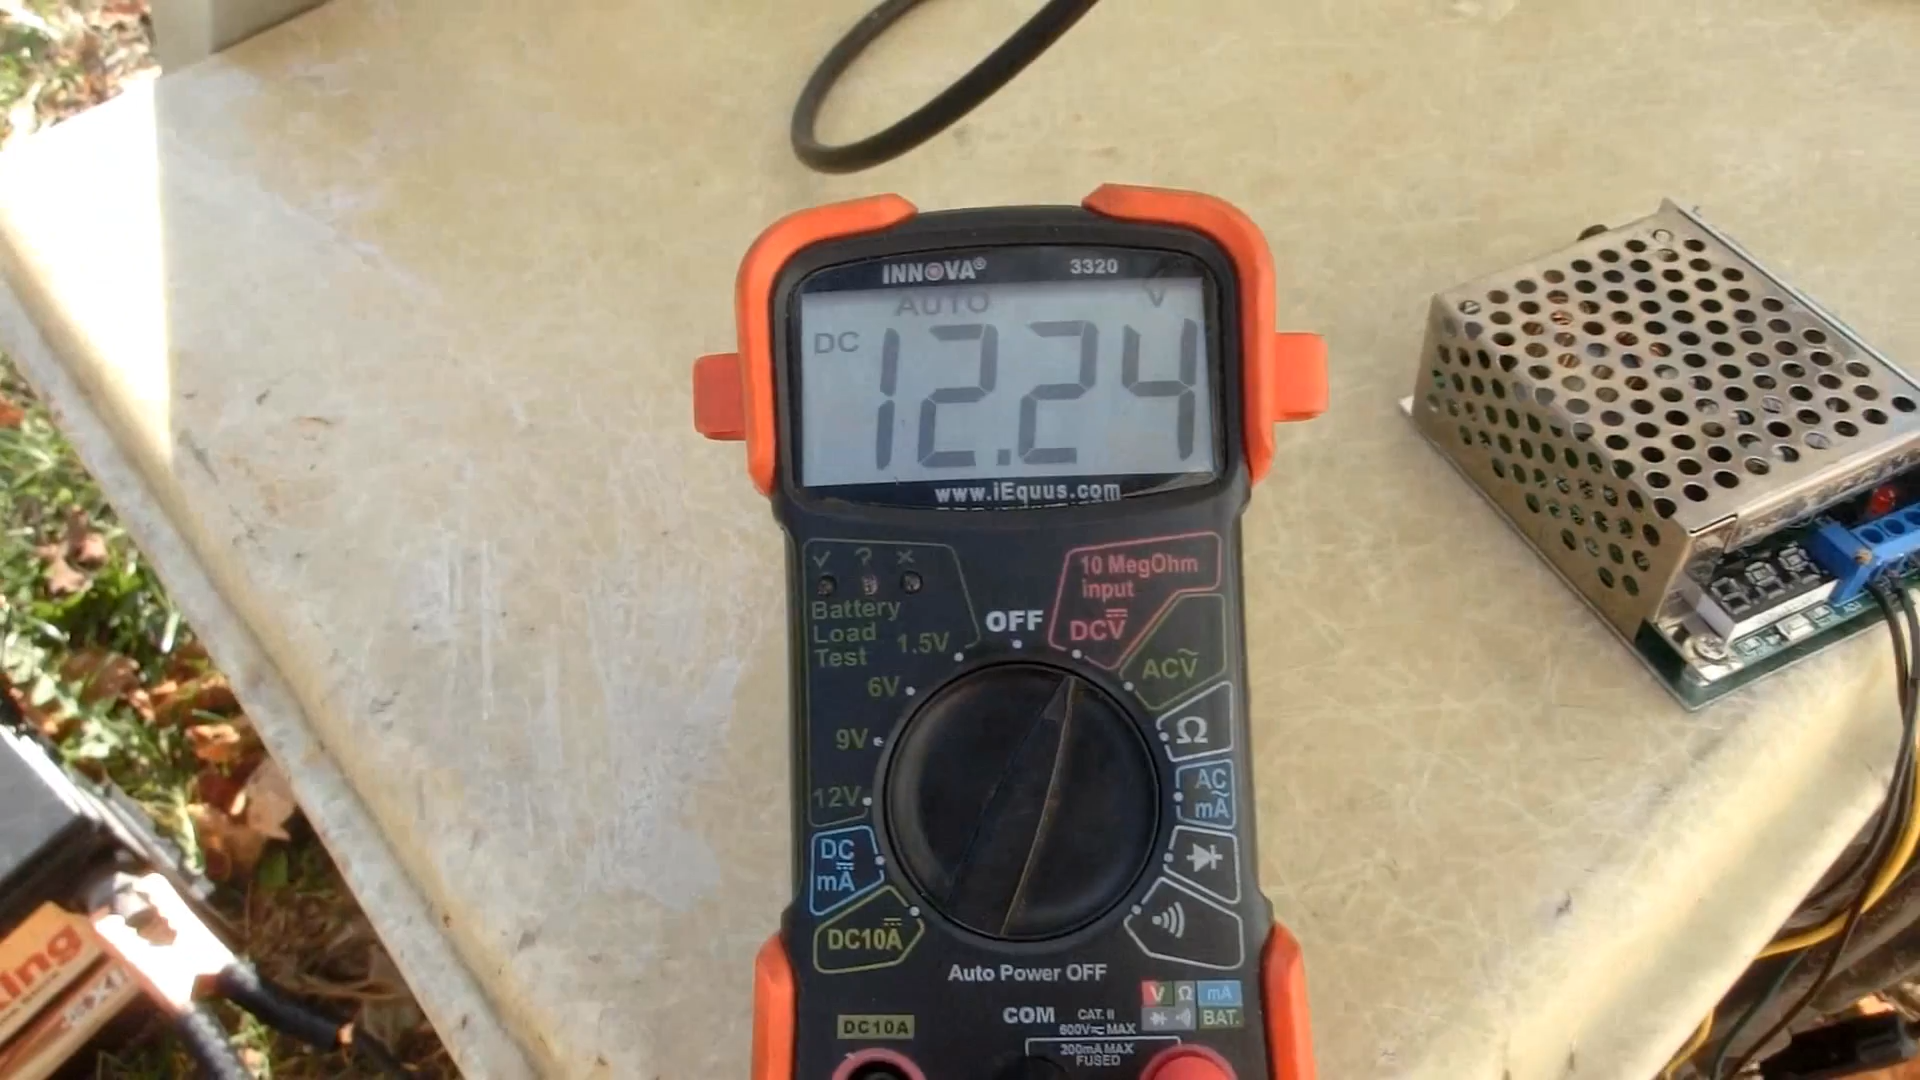 INNOVA® 3320
AUTO V
DC 12.24
www.iEquus.com
✓ ? ×
Battery
Load
Test
1.5V
6V
9V
12V
OFF
10 MegOhm
input
DCV
ACV
Ω
AC
mA
DC
mA
DC10A
Auto Power OFF
V Ω mA
BAT.
COM
CAT. II
600V MAX
DC10A
200mA MAX
FUSED
ADJ
king